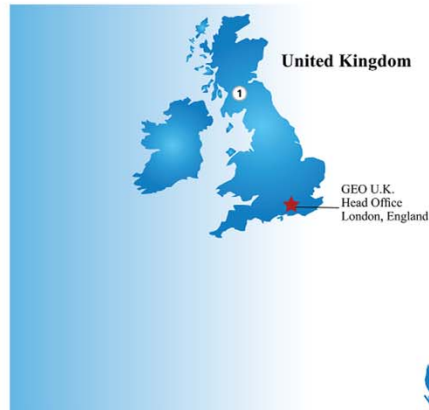 United Kingdom
1
GEO U.K.
Head Office
London, England